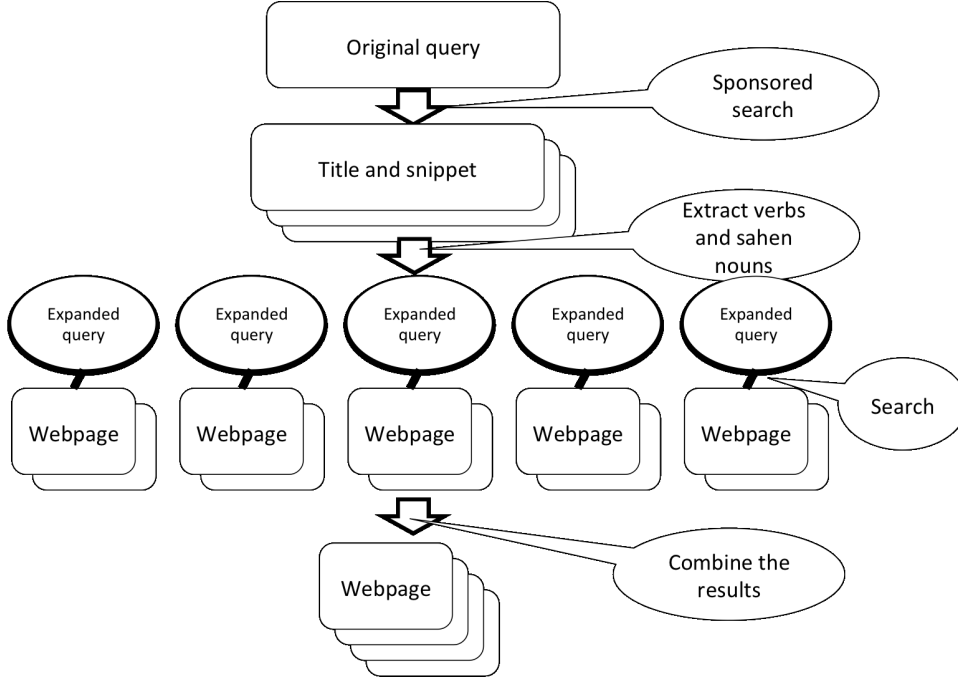 Original query
Sponsored
search
Title and snippet
Extract verbs
and sahen
nouns
Expanded
query
Expanded
query
Expanded
query
Expanded
query
Expanded
query
Webpage
Webpage
Webpage
Webpage
Webpage
Search
Combine the
results
Webpage